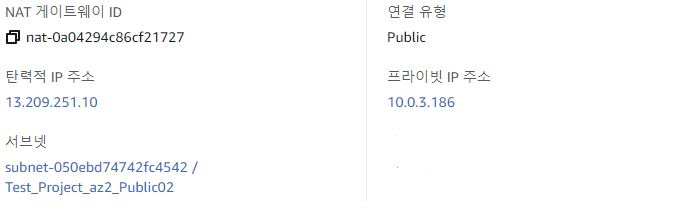 NAT 게이트웨이 ID
nat-0a04294c86cf21727
연결 유형
Public
탄력적 IP 주소
13.209.251.10
프라이빗 IP 주소
10.0.3.186
서브넷
subnet-050ebd74742fc4542 /
Test_Project_az2_Public02